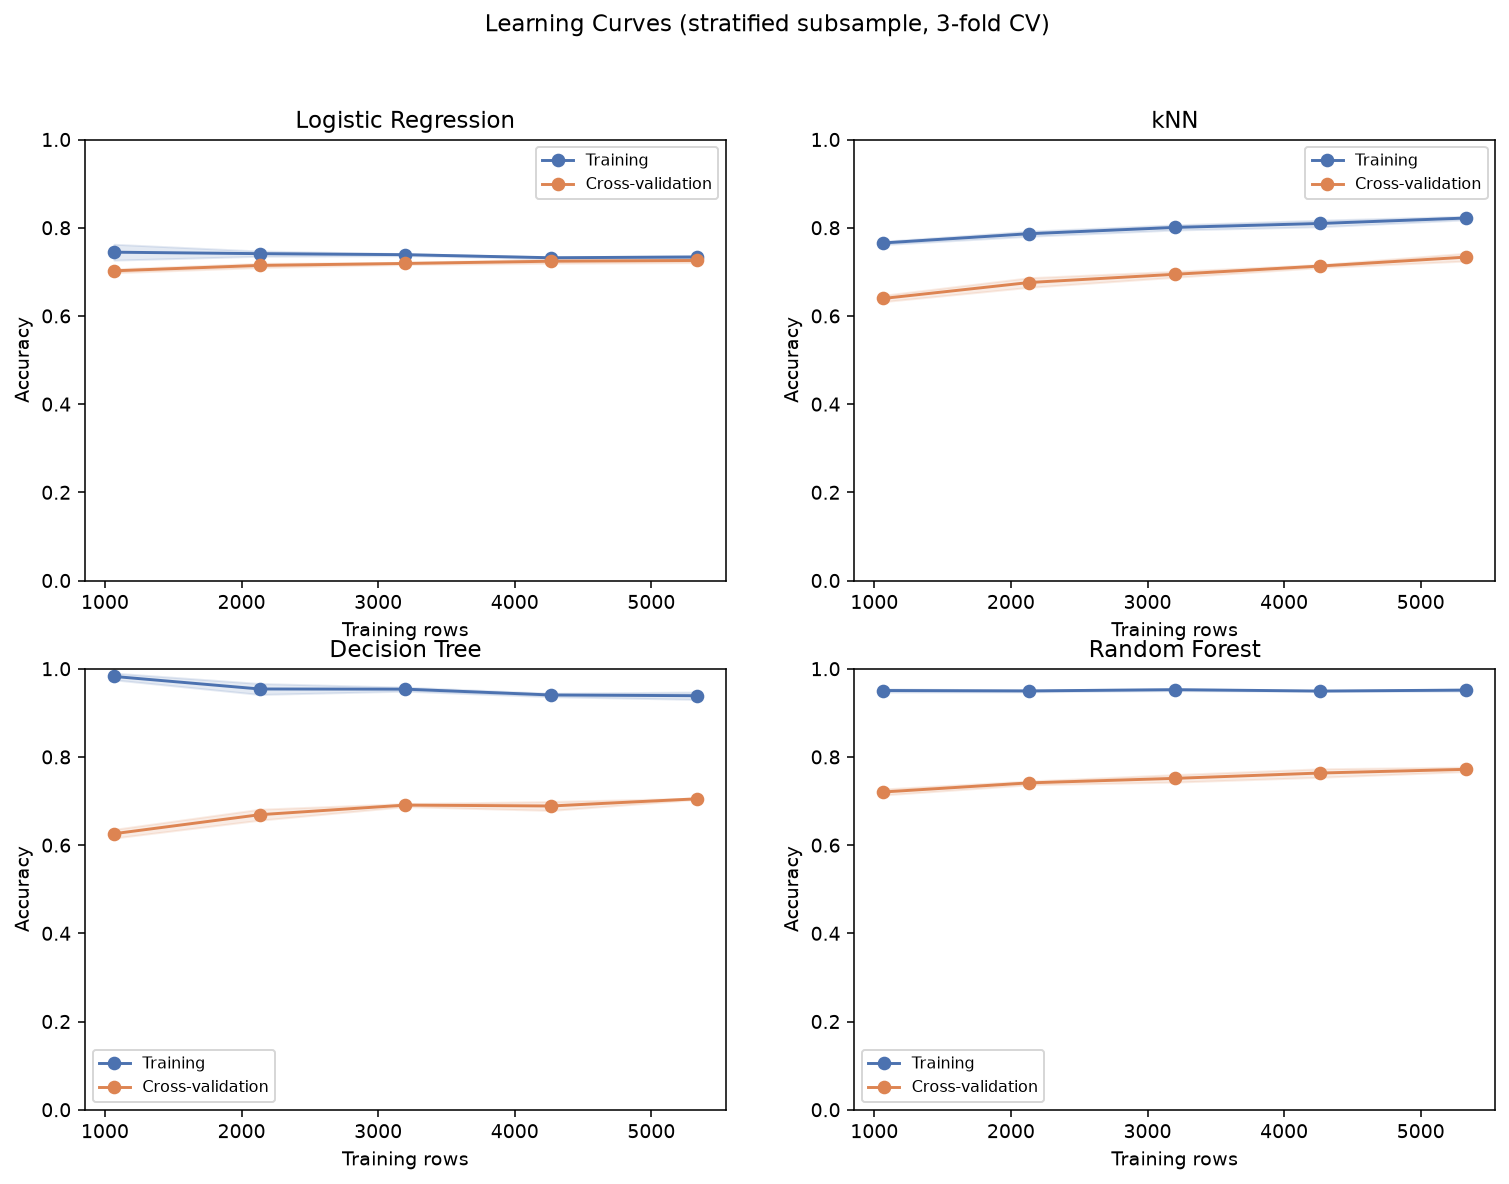 Learning Curves (stratified subsample, 3-fold CV)
Logistic Regression
1.0
0.8
0.6
0.4
0.2
0.0
Accuracy
Training
Cross-validation
1000 2000 3000 4000 5000
Training rows
kNN
1.0
0.8
0.6
0.4
0.2
0.0
Accuracy
Training
Cross-validation
1000 2000 3000 4000 5000
Training rows
Decision Tree
1.0
0.8
0.6
0.4
0.2
0.0
Accuracy
Training
Cross-validation
1000 2000 3000 4000 5000
Training rows
Random Forest
1.0
0.8
0.6
0.4
0.2
0.0
Accuracy
Training
Cross-validation
1000 2000 3000 4000 5000
Training rows